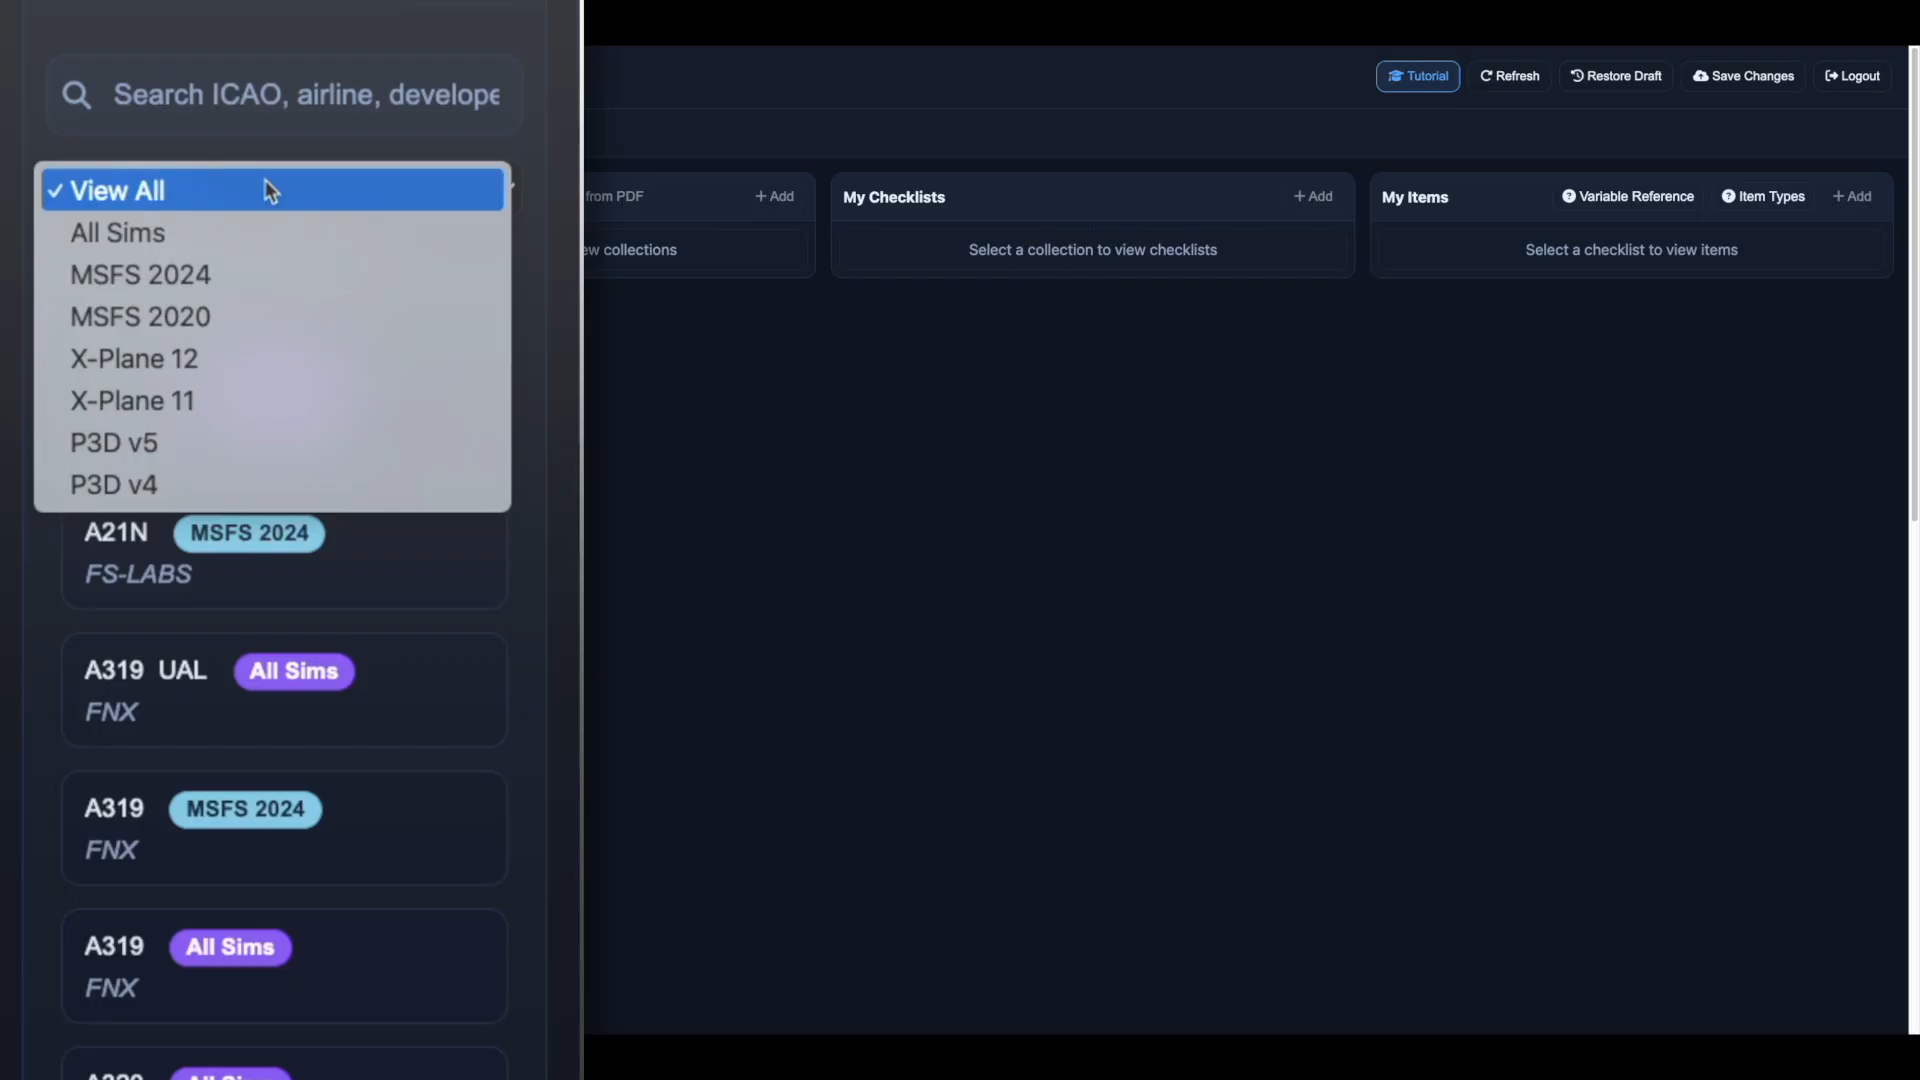 Search ICAO, airline, develope
✓ View All
All Sims
MSFS 2024
MSFS 2020
X-Plane 12
X-Plane 11
P3D v5
P3D v4
A21N MSFS 2024
FS-LABS
A319 UAL All Sims
FNX
A319 MSFS 2024
FNX
A319 All Sims
FNX
Tutorial Refresh Restore Draft Save Changes Logout
from PDF + Add
collections
My Checklists + Add
Select a collection to view checklists
My Items Variable Reference Item Types + Add
Select a checklist to view items